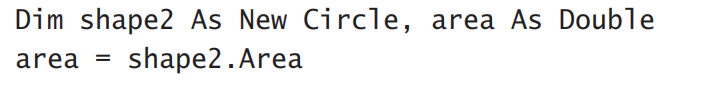 Dim shape2 As New Circle, area As Double
area = shape2.Area